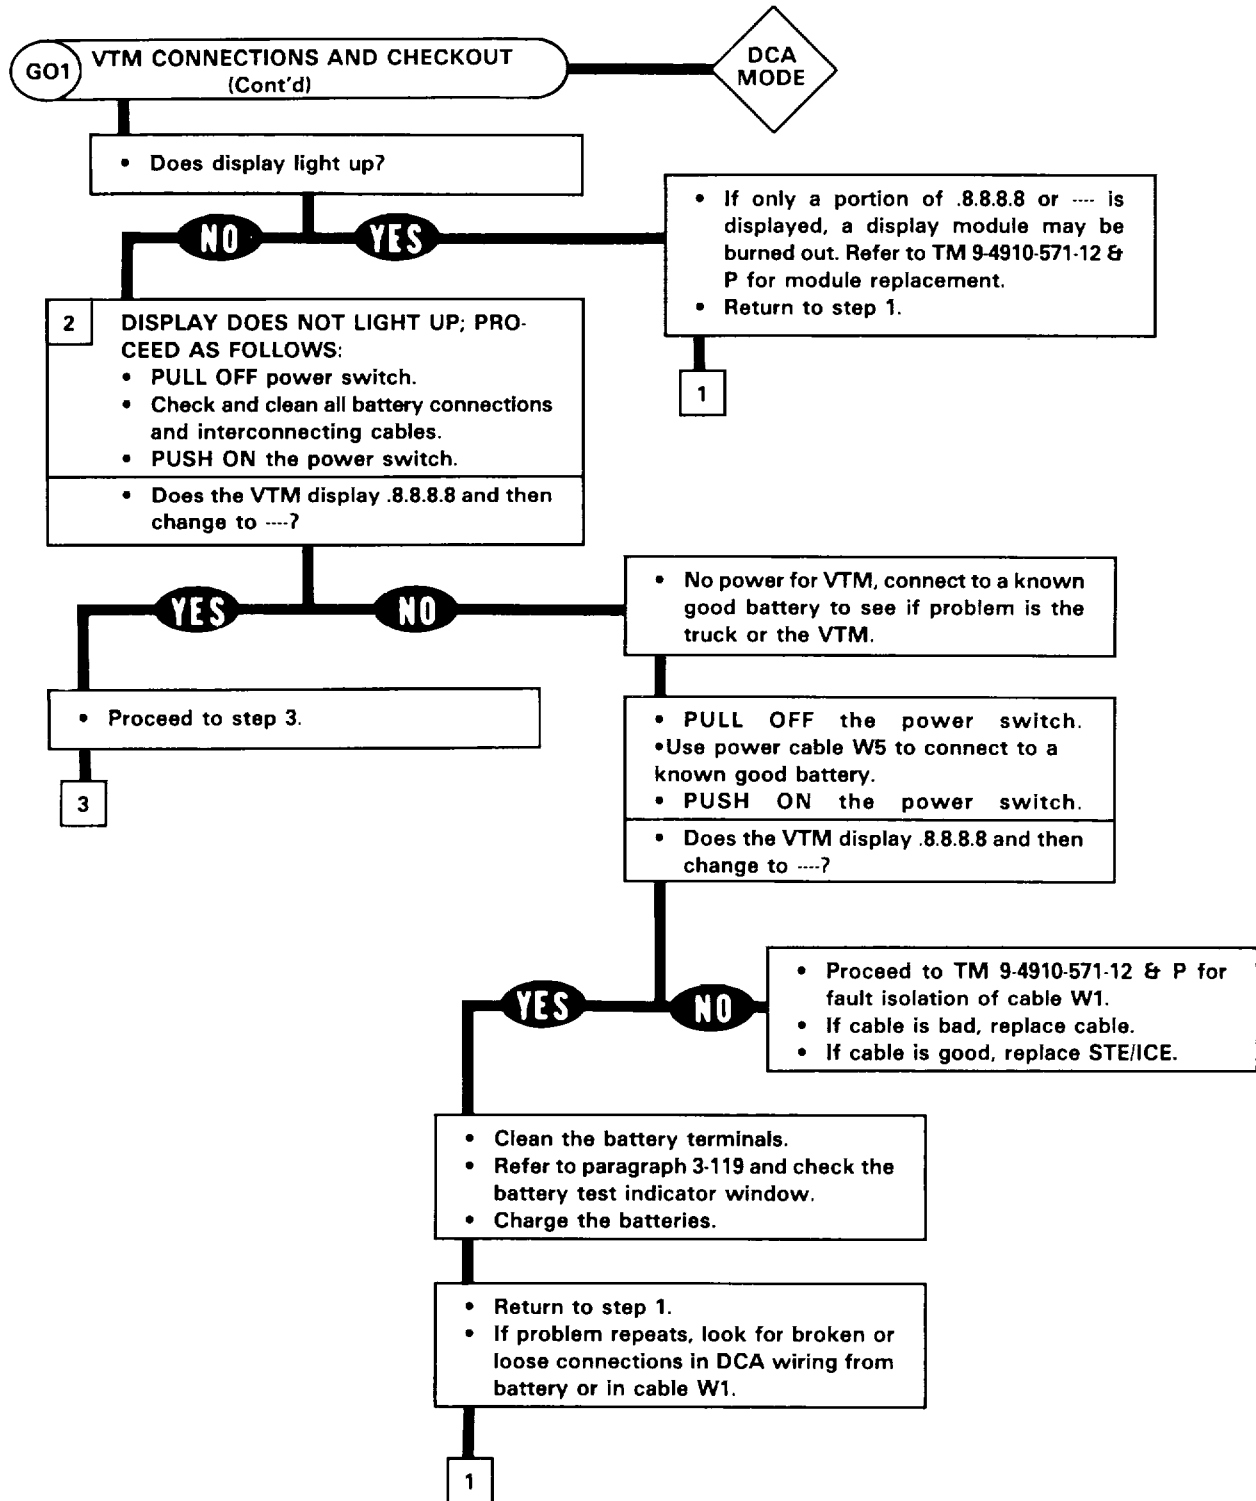 GO1
VTM CONNECTIONS AND CHECKOUT
(Cont'd)
DCA
MODE
• Does display light up?
NO
YES
• If only a portion of .8.8.8.8 or ---- is
displayed, a display module may be
burned out. Refer to TM 9-4910-571-12 &
P for module replacement.
• Return to step 1.
1
2
DISPLAY DOES NOT LIGHT UP; PRO-
CEED AS FOLLOWS:
• PULL OFF power switch.
• Check and clean all battery connections
and interconnecting cables.
• PUSH ON the power switch.
• Does the VTM display .8.8.8.8 and then
change to ----?
YES
NO
• No power for VTM, connect to a known
good battery to see if problem is the
truck or the VTM.
• Proceed to step 3.
3
• PULL OFF the power switch.
•Use power cable W5 to connect to a
known good battery.
• PUSH ON the power switch.
• Does the VTM display .8.8.8.8 and then
change to ----?
YES
NO
• Proceed to TM 9-4910-571-12 & P for
fault isolation of cable W1.
• If cable is bad, replace cable.
• If cable is good, replace STE/ICE.
• Clean the battery terminals.
• Refer to paragraph 3-119 and check the
battery test indicator window.
• Charge the batteries.
• Return to step 1.
• If problem repeats, look for broken or
loose connections in DCA wiring from
battery or in cable W1.
1